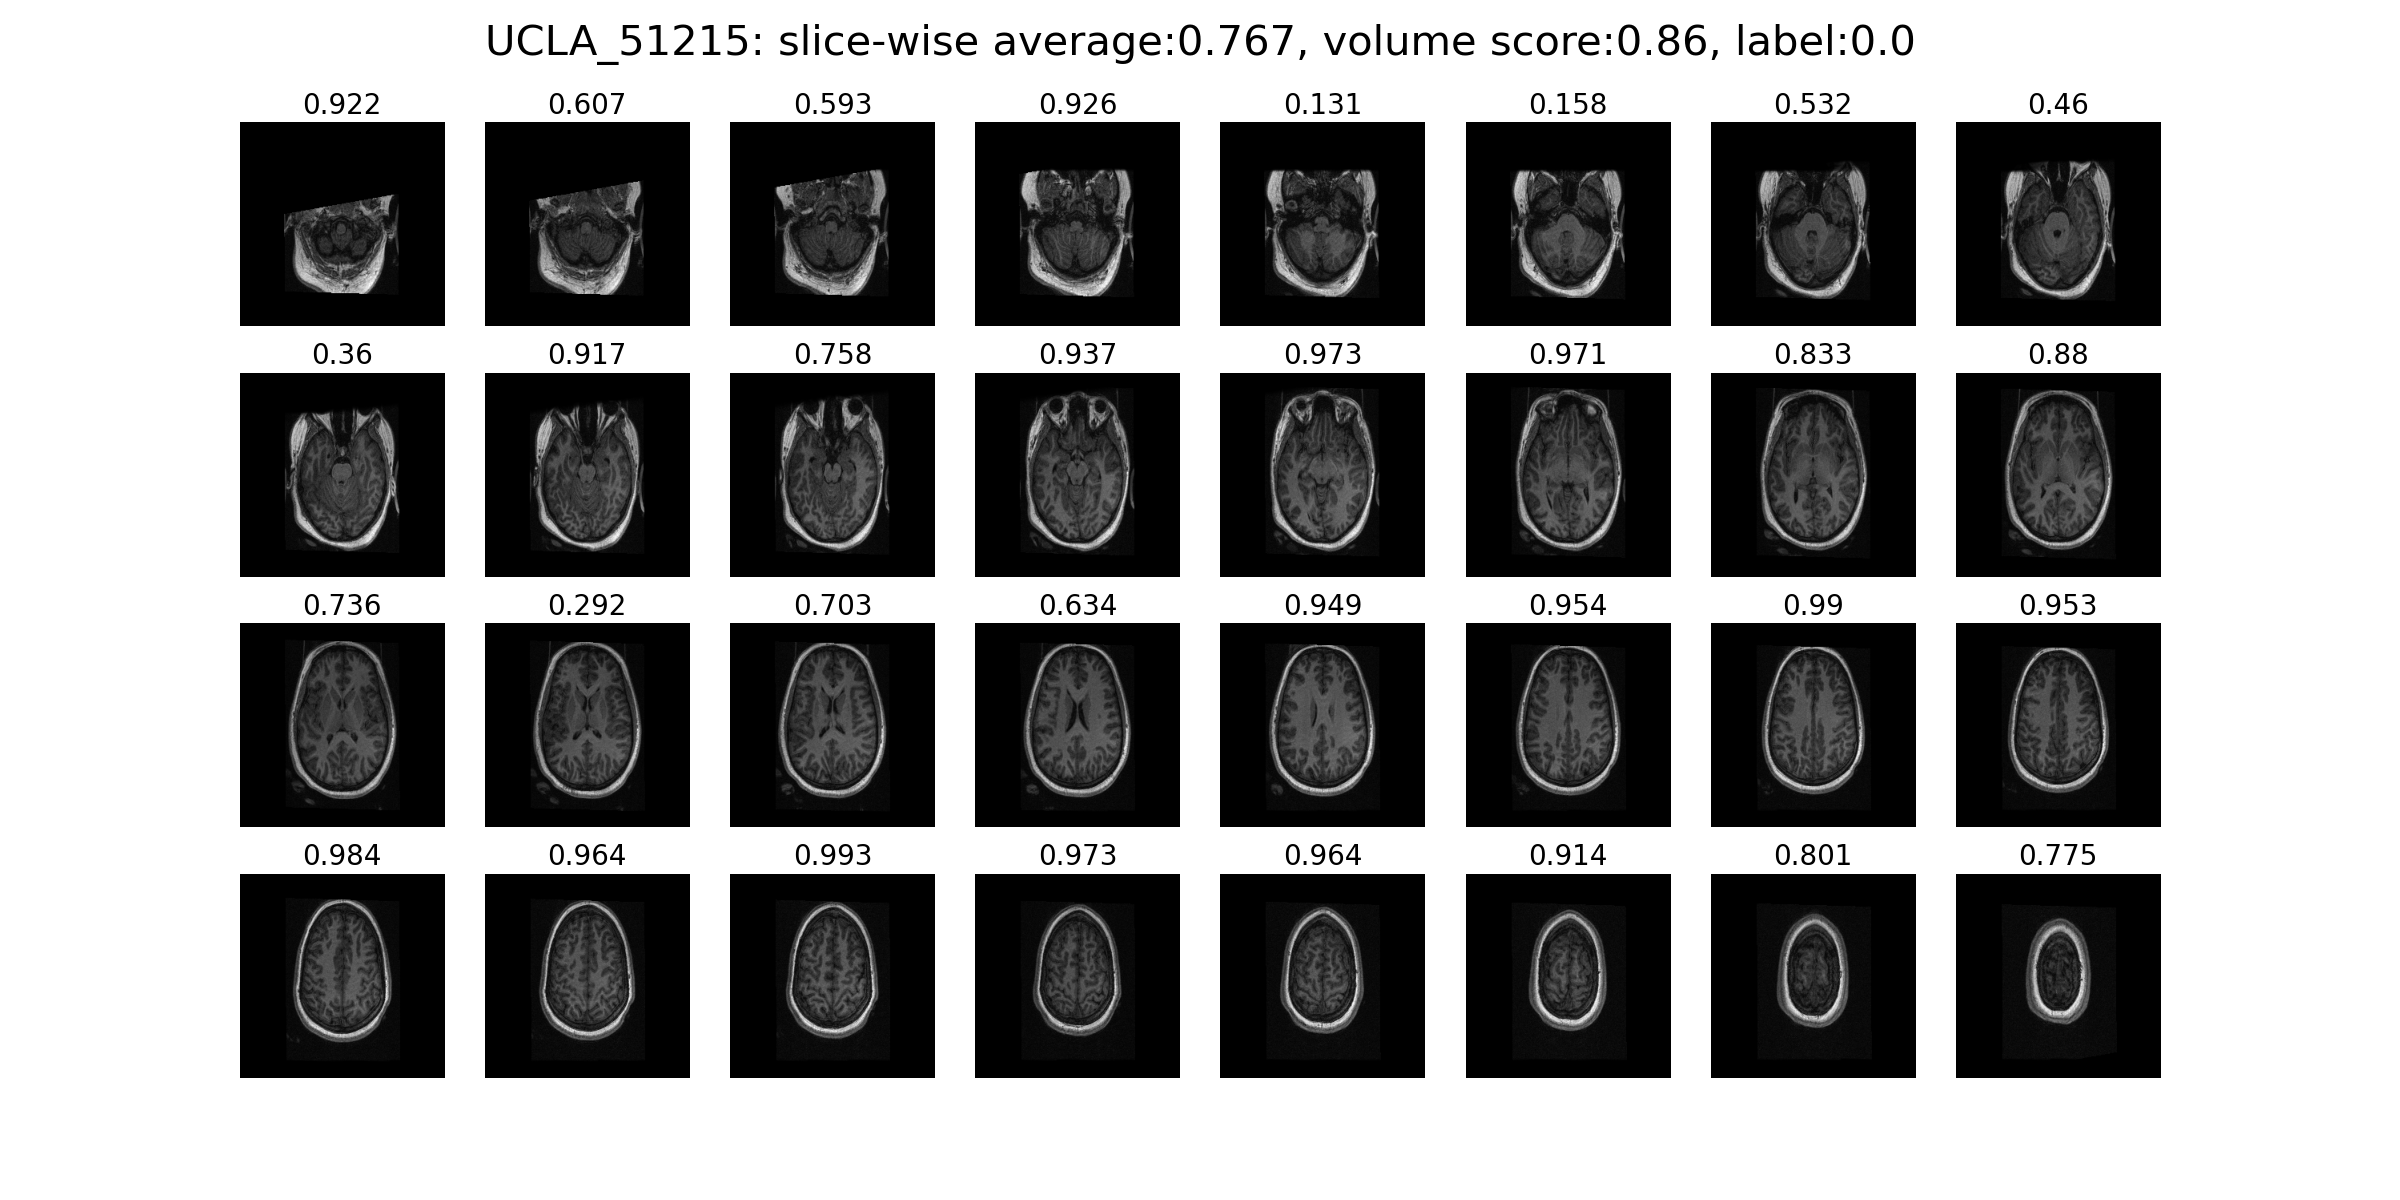 UCLA_51215: slice-wise average:0.767, volume score:0.86, label:0.0
0.922 0.607 0.593 0.926 0.131 0.158 0.532 0.46
0.36 0.917 0.758 0.937 0.973 0.971 0.833 0.88
0.736 0.292 0.703 0.634 0.949 0.954 0.99 0.953
0.984 0.964 0.993 0.973 0.964 0.914 0.801 0.775